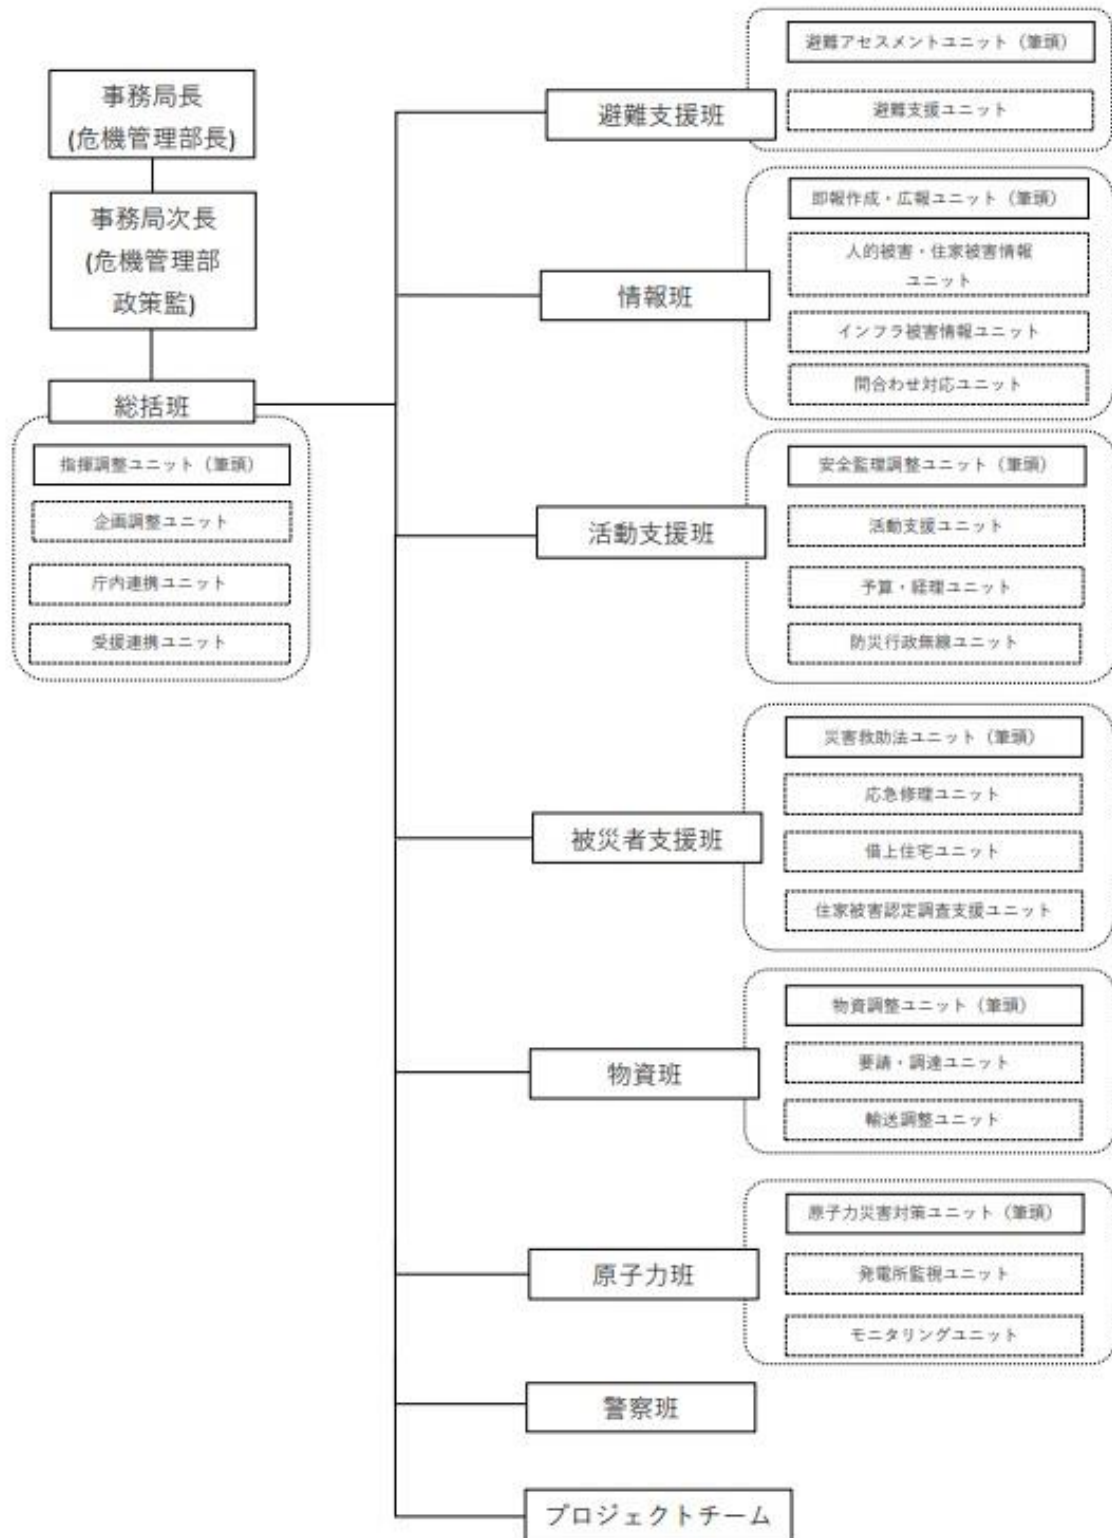 事務局長
(危機管理部長)
事務局次長
(危機管理部
政策監)
総括班
指揮調整ユニット（筆頭）
企画調整ユニット
庁内連携ユニット
受援連携ユニット
避難支援班
避難アセスメントユニット（筆頭）
避難支援ユニット
情報班
即報作成・広報ユニット（筆頭）
人的被害・住家被害情報
ユニット
インフラ被害情報ユニット
問合わせ対応ユニット
活動支援班
安全監理調整ユニット（筆頭）
活動支援ユニット
予算・経理ユニット
防災行政無線ユニット
被災者支援班
災害救助法ユニット（筆頭）
応急修理ユニット
借上住宅ユニット
住家被害認定調査支援ユニット
物資班
物資調整ユニット（筆頭）
要請・調達ユニット
輸送調整ユニット
原子力班
原子力災害対策ユニット（筆頭）
発電所監視ユニット
モニタリングユニット
警察班
プロジェクトチーム